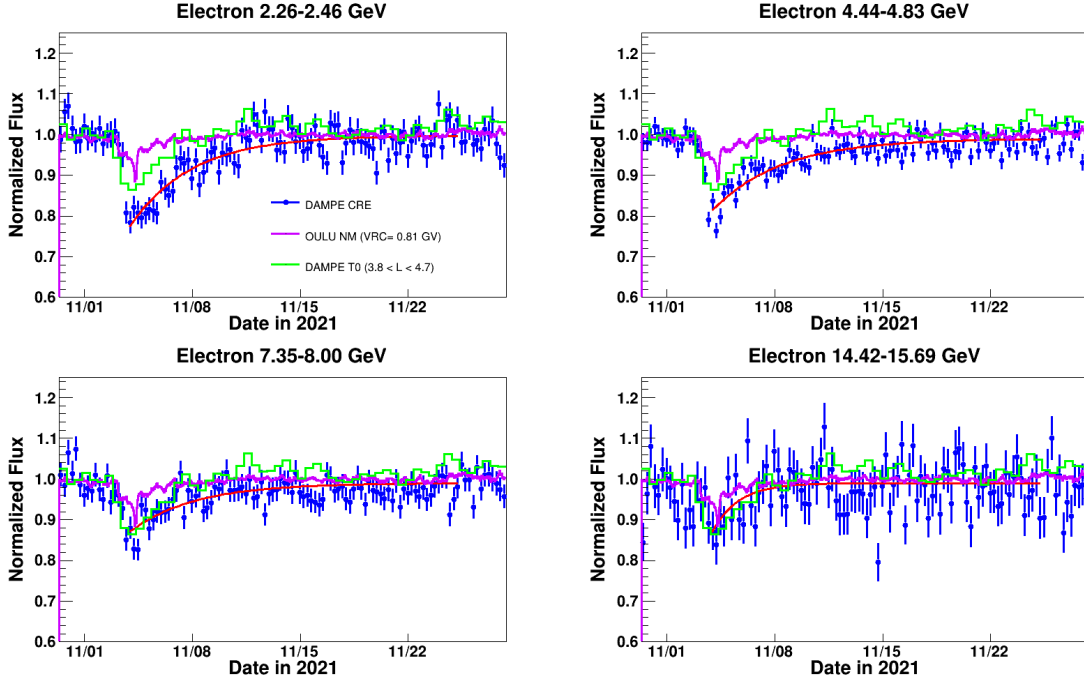 Electron 2.26-2.46 GeV
Normalized Flux
1.2
1.1
1.0
0.9
0.8
0.7
0.6
DAMPE CRE
OULU NM (VRC= 0.81 GV)
DAMPE T0 (3.8 < L < 4.7)
11/01
11/08
11/15
11/22
Date in 2021
Electron 4.44-4.83 GeV
Normalized Flux
1.2
1.1
1.0
0.9
0.8
0.7
0.6
11/01
11/08
11/15
11/22
Date in 2021
Electron 7.35-8.00 GeV
Normalized Flux
1.2
1.1
1.0
0.9
0.8
0.7
0.6
11/01
11/08
11/15
11/22
Date in 2021
Electron 14.42-15.69 GeV
Normalized Flux
1.2
1.1
1.0
0.9
0.8
0.7
0.6
11/01
11/08
11/15
11/22
Date in 2021